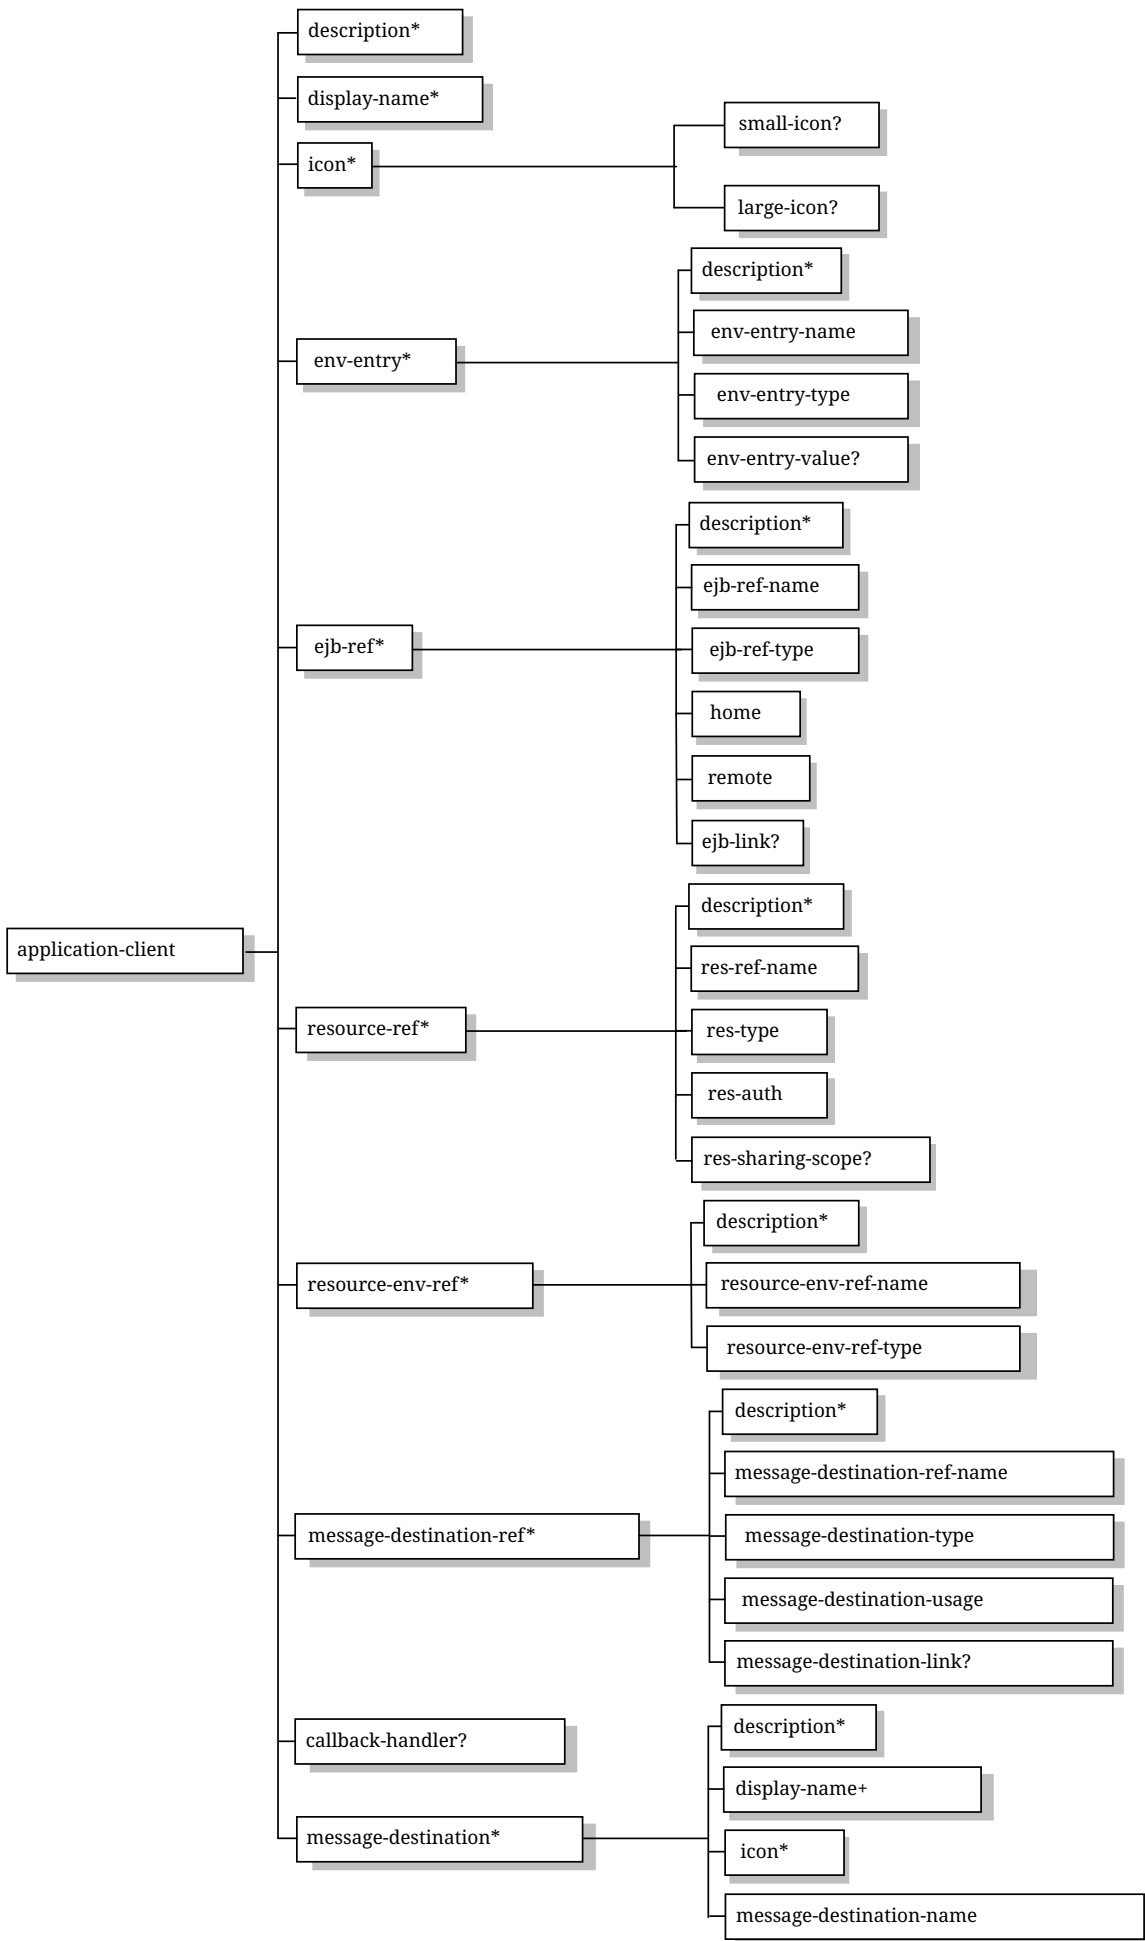 description*
display-name*
icon*
small-icon?
large-icon?
env-entry*
description*
env-entry-name
env-entry-type
env-entry-value?
ejb-ref*
description*
ejb-ref-name
ejb-ref-type
home
remote
ejb-link?
application-client
resource-ref*
description*
res-ref-name
res-type
res-auth
res-sharing-scope?
resource-env-ref*
description*
resource-env-ref-name
resource-env-ref-type
message-destination-ref*
description*
message-destination-ref-name
message-destination-type
message-destination-usage
message-destination-link?
callback-handler?
message-destination*
description*
display-name+
icon*
message-destination-name